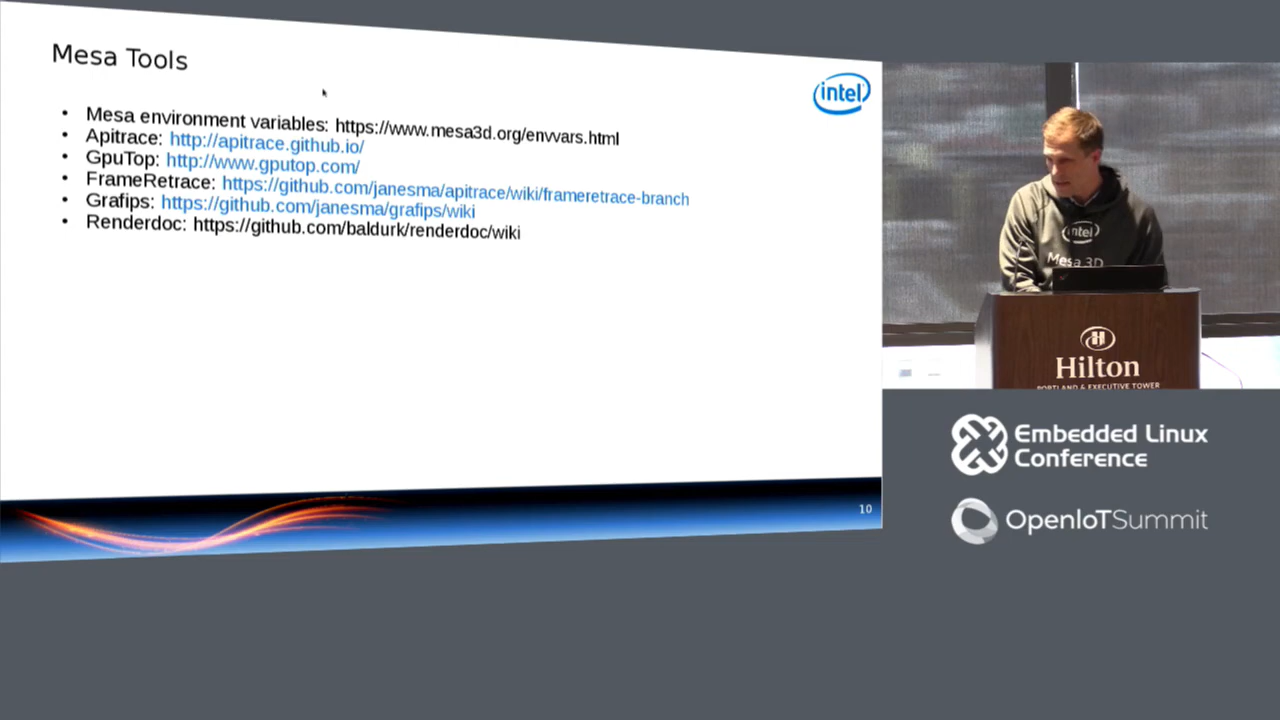 Mesa Tools
intel
• Mesa environment variables: https://www.mesa3d.org/envvars.html
• Apitrace: http://apitrace.github.io/
• GpuTop: http://www.gputop.com/
• FrameRetrace: https://github.com/janesma/apitrace/wiki/frameretrace-branch
• Grafips: https://github.com/janesma/grafips/wiki
• Renderdoc: https://github.com/baldurk/renderdoc/wiki
10
intel
Mesa 3D
H
Hilton
PORTLAND & EXECUTIVE TOWER
Embedded Linux
Conference
OpenIoTSummit